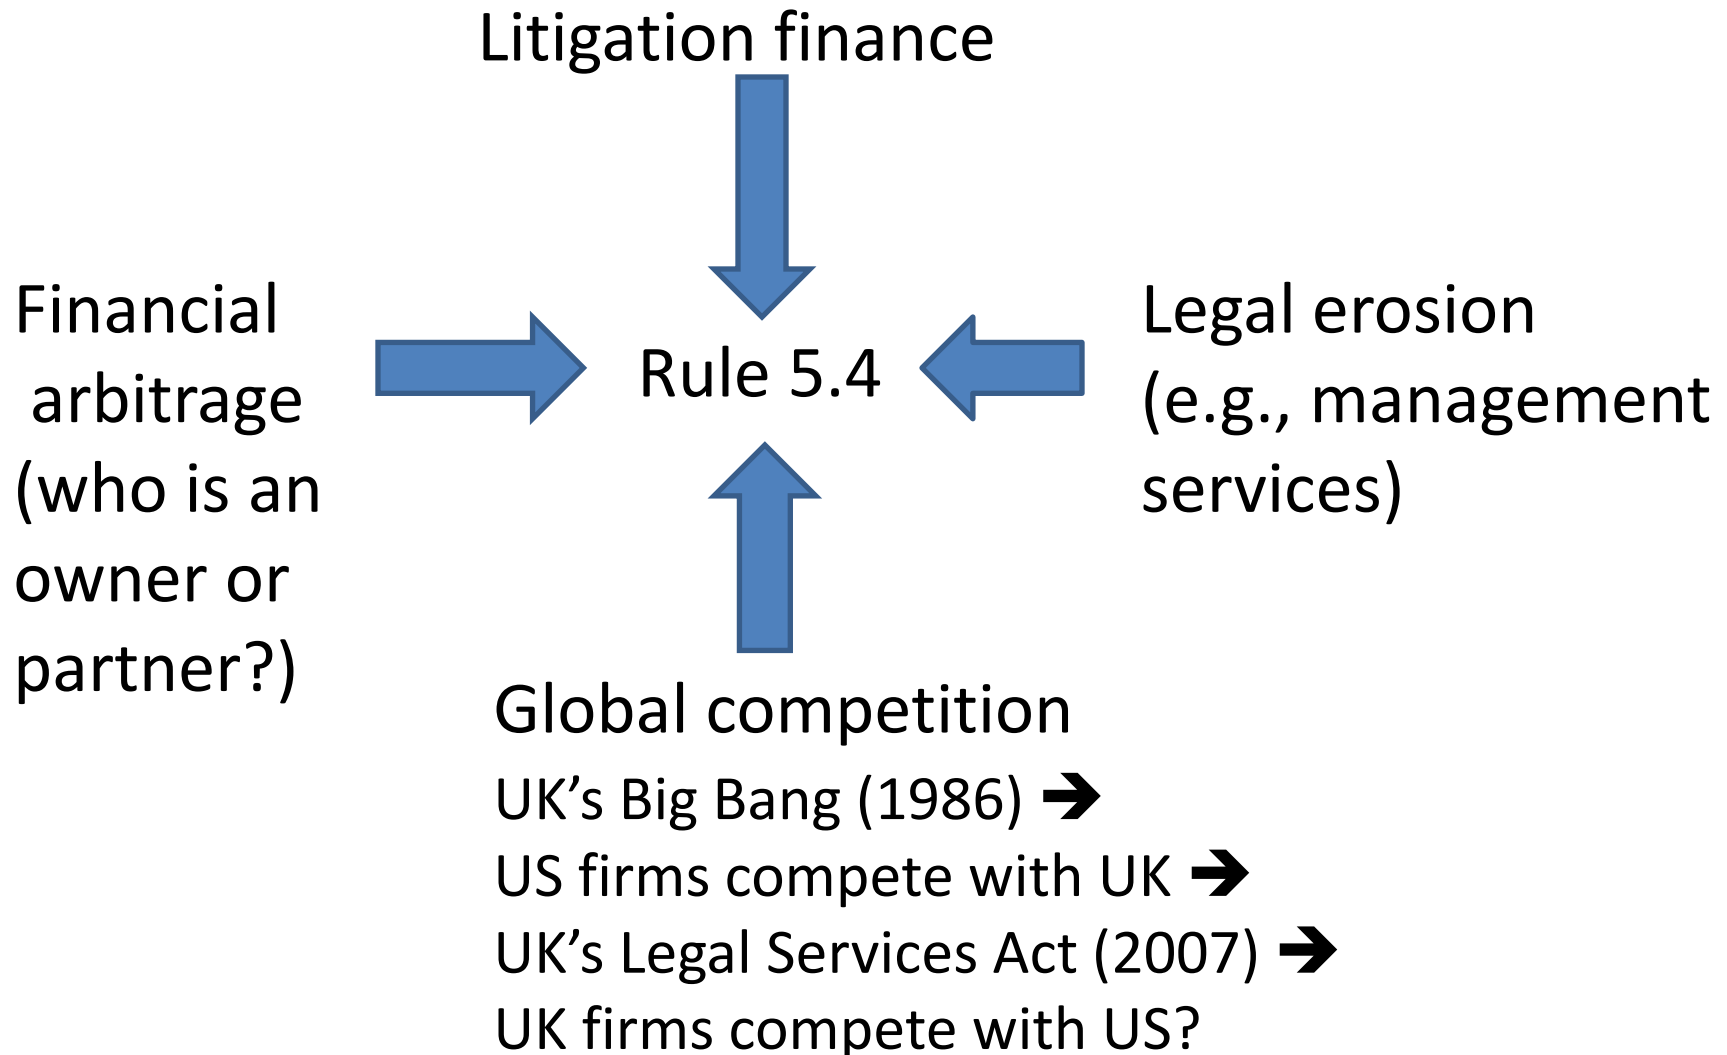 Litigation finance
Financial
arbitrage
(who is an
owner or
partner?)
Rule 5.4
Legal erosion
(e.g., management
services)
Global competition
UK’s Big Bang (1986) ➔
US firms compete with UK ➔
UK’s Legal Services Act (2007) ➔
UK firms compete with US?